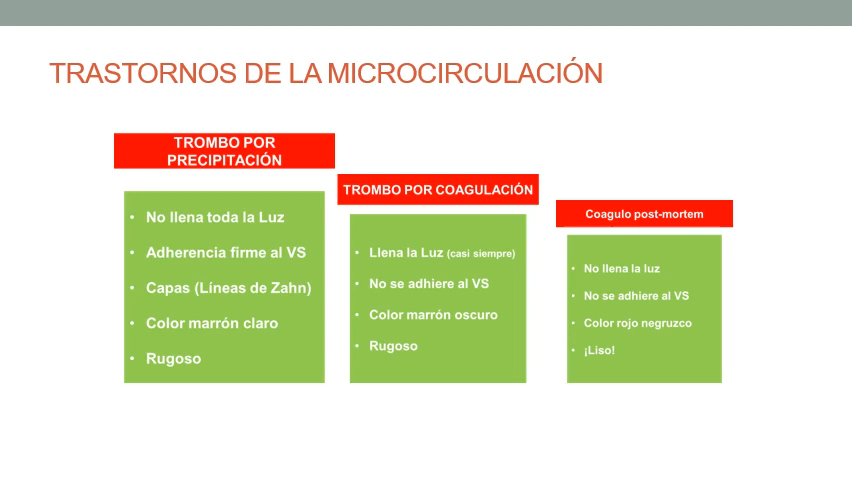 TRASTORNOS DE LA MICROCIRCULACIÓN
TROMBO POR
PRECIPITACIÓN
• No llena toda la Luz
• Adherencia firme al VS
• Capas (Líneas de Zahn)
• Color marrón claro
• Rugoso
TROMBO POR COAGULACIÓN
• Llena la Luz (casi siempre)
• No se adhiere al VS
• Color marrón oscuro
• Rugoso
Coagulo post-mortem
• No llena la luz
• No se adhiere al VS
• Color rojo negruzco
• ¡Liso!